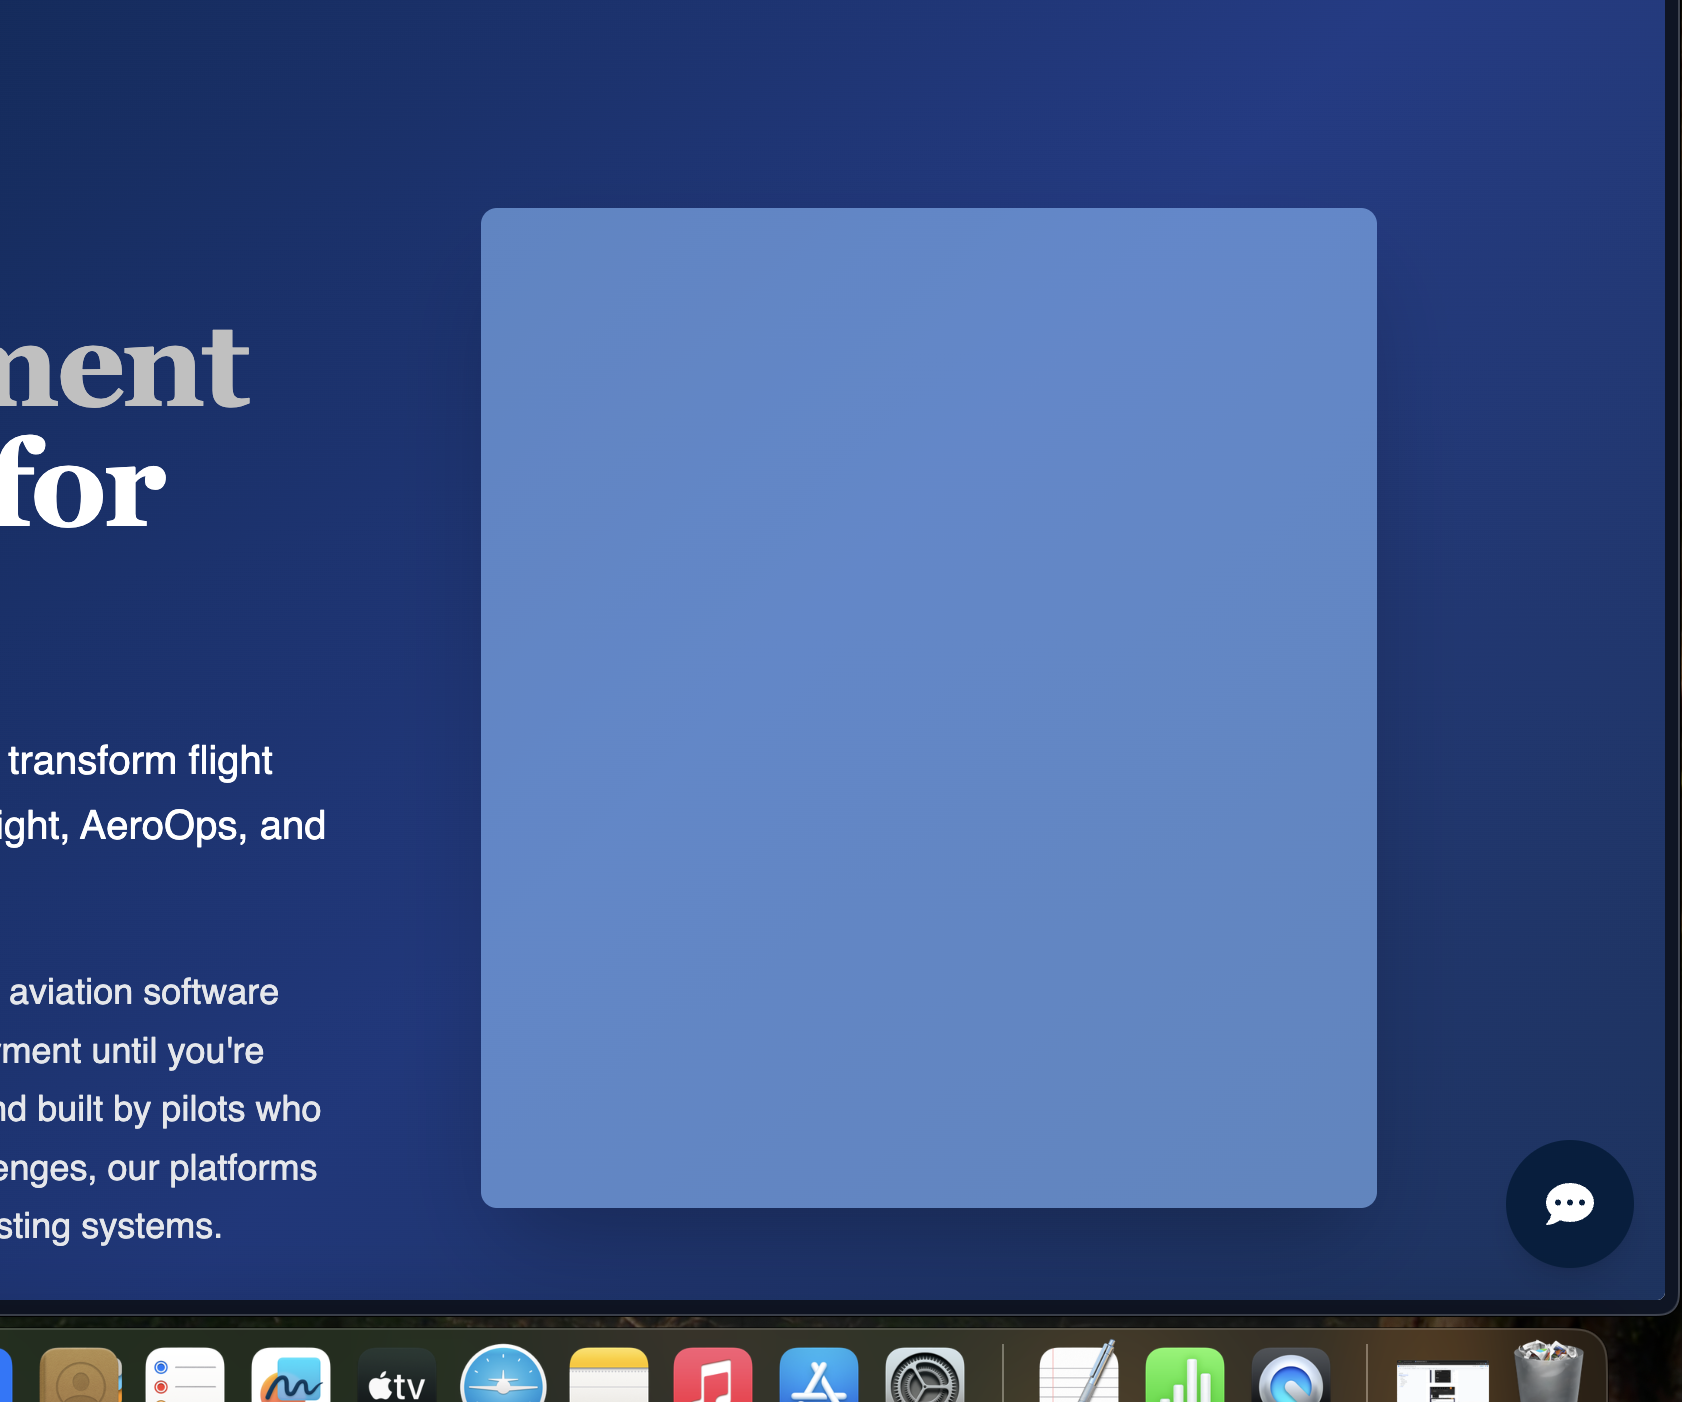 ment
for
transform flight
ight, AeroOps, and
aviation software
ment until you're
nd built by pilots who
enges, our platforms
sting systems.
tv